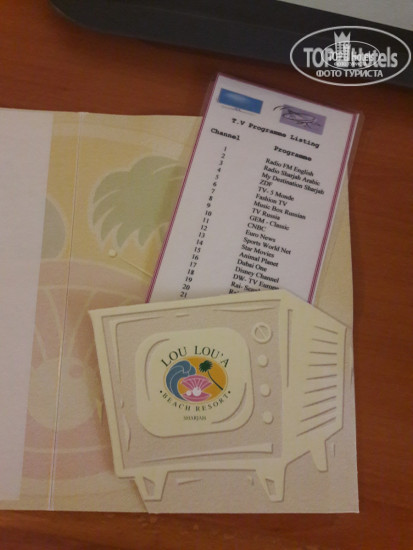 TOP Hotels
ФОТО ТУРИСТА
T.V Programme Listing
Channel Programme
1 Radio FM English
2 Radio Sharjah Arabic
3 My Destination Sharjah
7 ZDF
8 TV- 5 Monde
9 Fashion TV
10 Music Box Russian
11 TV Russia
12 GEM - Classic
13 CNBC
14 Euro News
15 Sports World Net
16 Star Movies
17 Animal Planet
18 Dubai One
19 Disney Channel
20 DW- TV
21 Rai-
LOU LOU'A
BEACH RESORT
SHARJAH